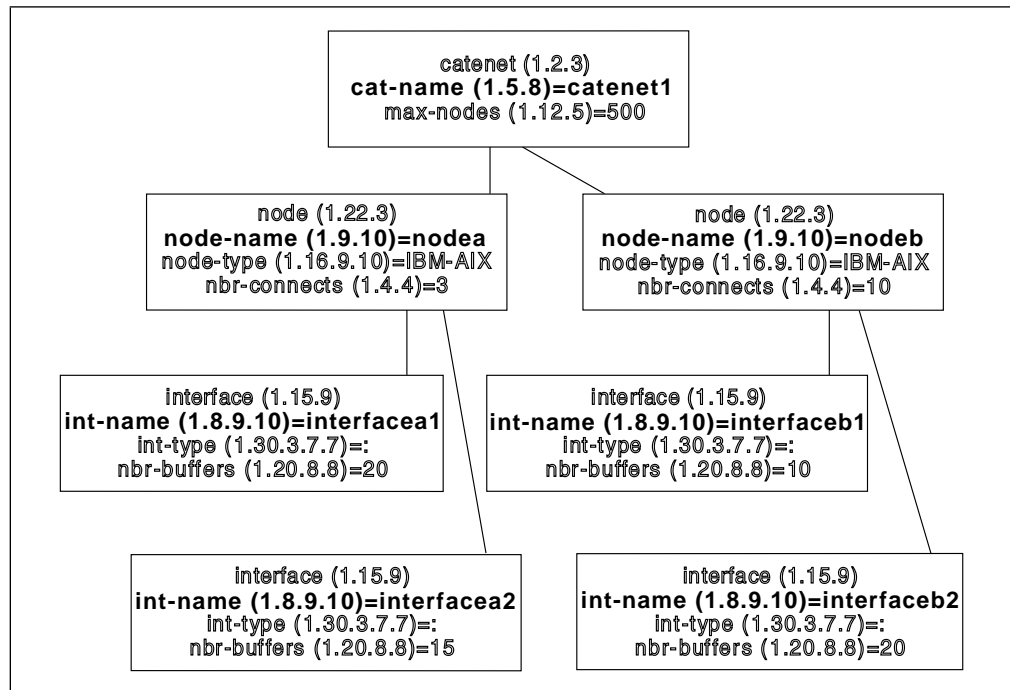 catenet (1.2.3)
cat-name (1.5.8)=catenet1
max-nodes (1.12.5)=500
node (1.22.3)
node-name (1.9.10)=nodea
node-type (1.16.9.10)=IBM-AIX
nbr-connects (1.4.4)=3
node (1.22.3)
node-name (1.9.10)=nodeb
node-type (1.16.9.10)=IBM-AIX
nbr-connects (1.4.4)=10
interface (1.15.9)
int-name (1.8.9.10)=interfacea1
int-type (1.30.3.7.7)=:
nbr-buffers (1.20.8.8)=20
interface (1.15.9)
int-name (1.8.9.10)=interfaceb1
int-type (1.30.3.7.7)=:
nbr-buffers (1.20.8.8)=10
interface (1.15.9)
int-name (1.8.9.10)=interfacea2
int-type (1.30.3.7.7)=:
nbr-buffers (1.20.8.8)=15
interface (1.15.9)
int-name (1.8.9.10)=interfaceb2
int-type (1.30.3.7.7)=:
nbr-buffers (1.20.8.8)=20